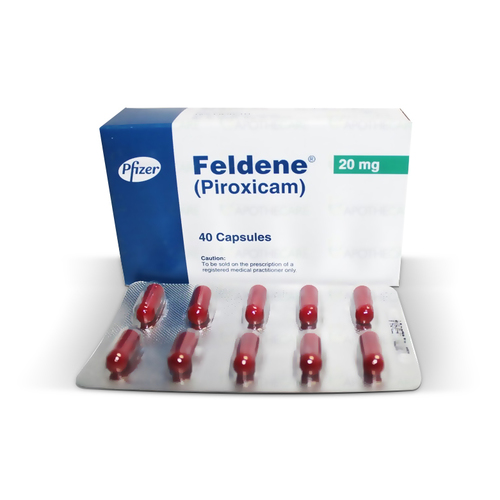 Pfizer
Feldene®
(Piroxicam)
20 mg
40 Capsules
Caution:
To be sold on the prescription of a
registered medical practitioner only